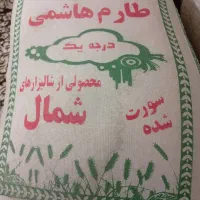 طارم هاشمی
درجه یک
محصولی از شالیزارهای
شمال
سورت
شده